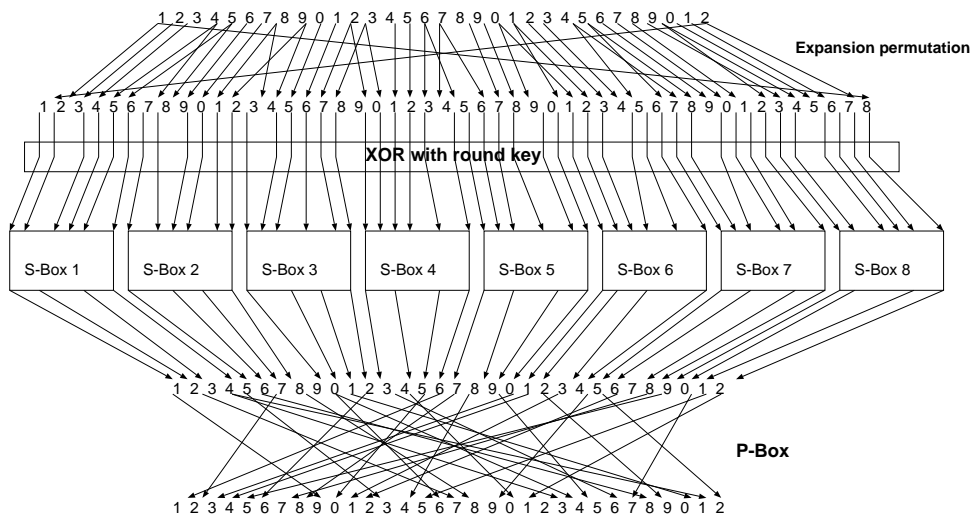 1 2 3 4 5 6 7 8 9 0 1 2 3 4 5 6 7 8 9 0 1 2 3 4 5 6 7 8 9 0 1 2
Expansion permutation
1 2 3 4 5 6 7 8 9 0 1 2 3 4 5 6 7 8 9 0 1 2 3 4 5 6 7 8 9 0 1 2 3 4 5 6 7 8 9 0 1 2 3 4 5 6 7 8
XOR with round key
S-Box 1 S-Box 2 S-Box 3 S-Box 4 S-Box 5 S-Box 6 S-Box 7 S-Box 8
1 2 3 4 5 6 7 8 9 0 1 2 3 4 5 6 7 8 9 0 1 2 3 4 5 6 7 8 9 0 1 2
P-Box
1 2 3 4 5 6 7 8 9 0 1 2 3 4 5 6 7 8 9 0 1 2 3 4 5 6 7 8 9 0 1 2